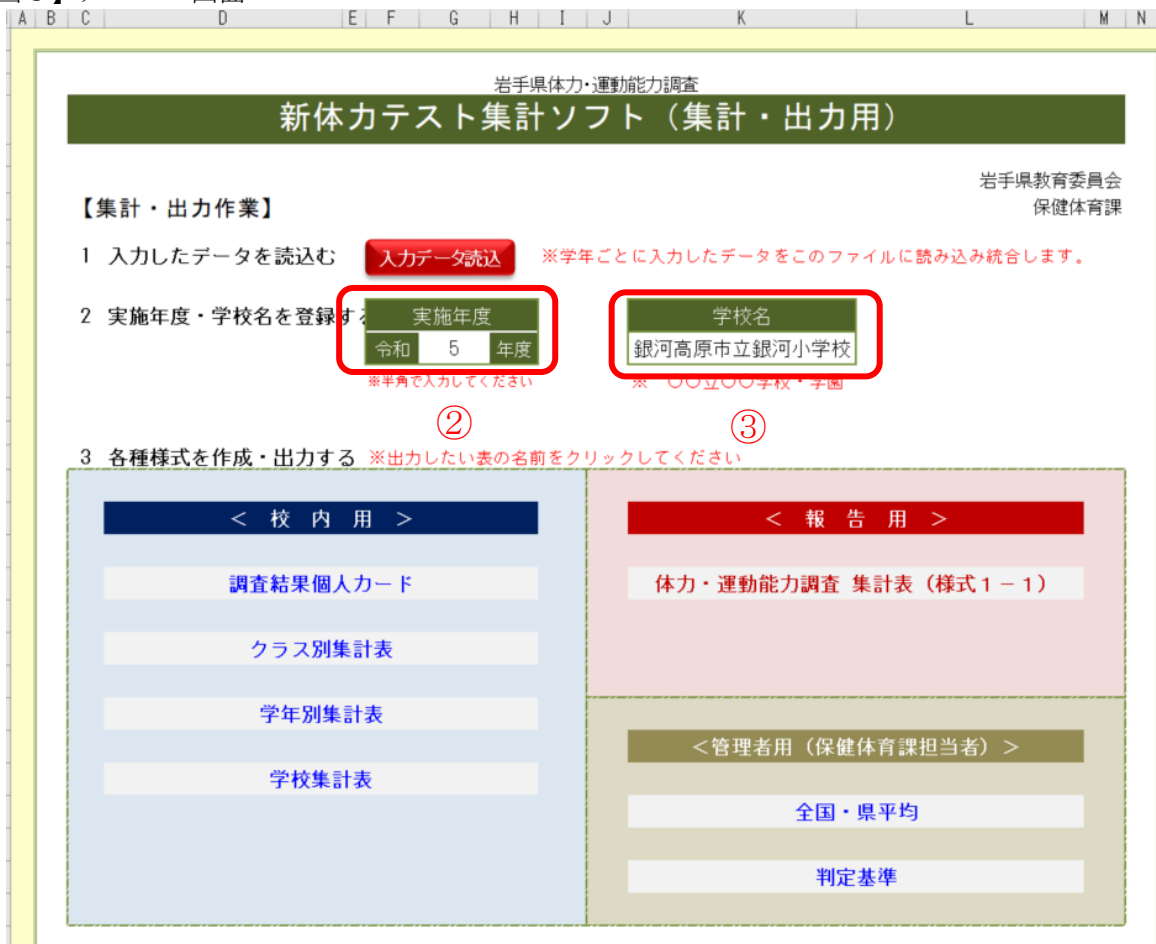 A B C D E F G H I J K L M N
岩手県体力・運動能力調査
新体力テスト集計ソフト（集計・出力用）
岩手県教育委員会
保健体育課
【集計・出力作業】
1 入力したデータを読込む 入力データ読込 ※学年ごとに入力したデータをこのファイルに読み込み統合します。
2 実施年度・学校名を登録する 実施年度 学校名
令和 5 年度 銀河高原市立銀河小学校
※半角で入力してください ※ 〇〇立〇〇学校・学園
② ③
3 各種様式を作成・出力する ※出力したい表の名前をクリックしてください
＜ 校 内 用 ＞ ＜ 報 告 用 ＞
調査結果個人カード 体力・運動能力調査 集計表（様式１－１）
クラス別集計表
学年別集計表
＜管理者用（保健体育課担当者）＞
学校集計表
全国・県平均
判定基準